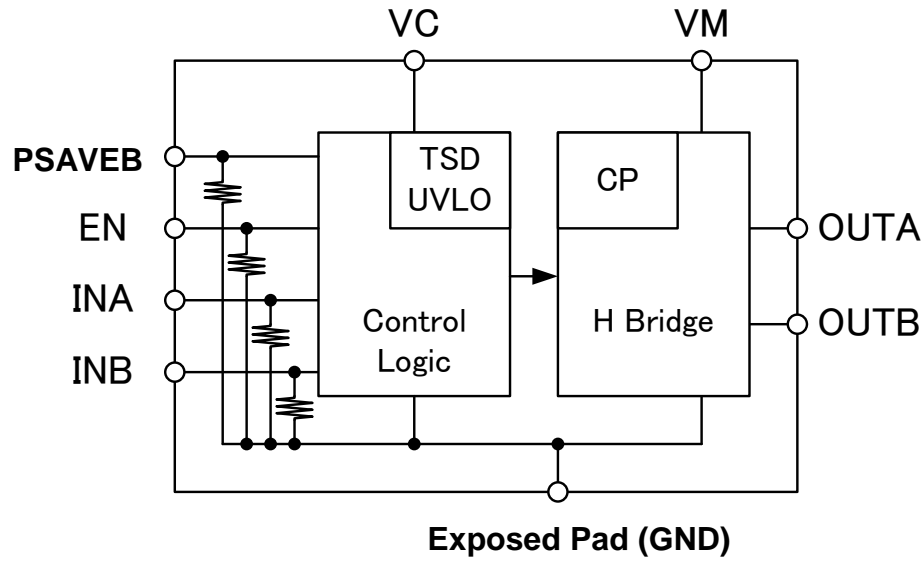 VC
VM
PSAVEB
TSD
UVLO
CP
EN
OUTA
INA
Control
Logic
H Bridge
OUTB
INB
Exposed Pad (GND)